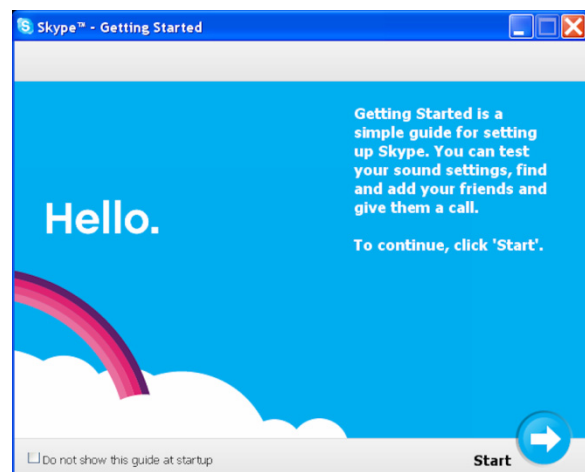 Skype™ - Getting Started
Getting Started is a
simple guide for setting
up Skype. You can test
your sound settings, find
and add your friends and
give them a call.
Hello.
To continue, click 'Start'.
Do not show this guide at startup
Start